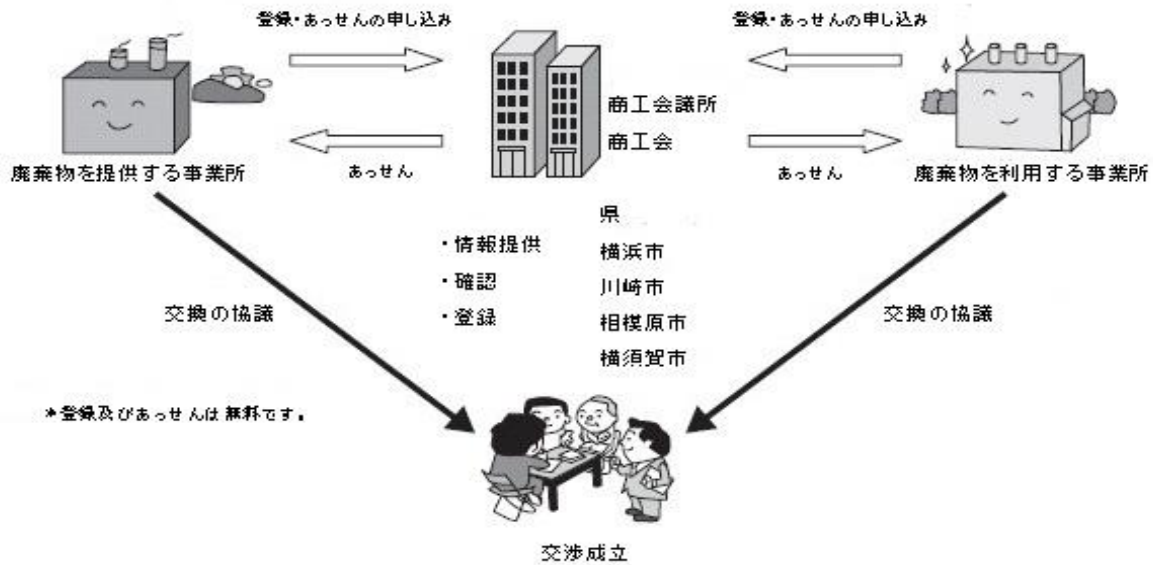 登録・あっせんの申し込み
登録・あっせんの申し込み
商工会議所
商工会
あっせん
あっせん
廃棄物を提供する事業所
廃棄物を利用する事業所
県
・情報提供
横浜市
・確認
川崎市
・登録
相模原市
横須賀市
交換の協議
交換の協議
*登録及びあっせんは無料です。
交渉成立